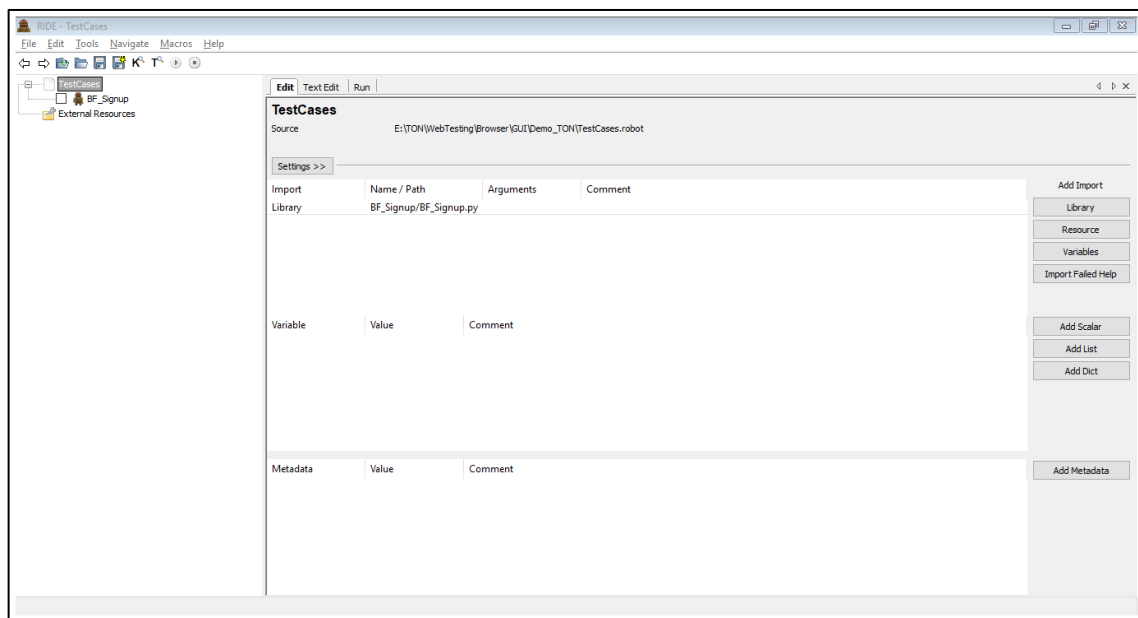 RIDE - TestCases
File Edit Tools Navigate Macros Help
TestCases
BF_Signup
External Resources
Edit Text Edit Run
TestCases
Source E:\TON\WebTesting\Browser\GUI\Demo_TON\TestCases.robot
Settings >>
Import Name / Path Arguments Comment
Library BF_Signup/BF_Signup.py
Add Import
Library
Resource
Variables
Import Failed Help
Variable Value Comment
Add Scalar
Add List
Add Dict
Metadata Value Comment
Add Metadata